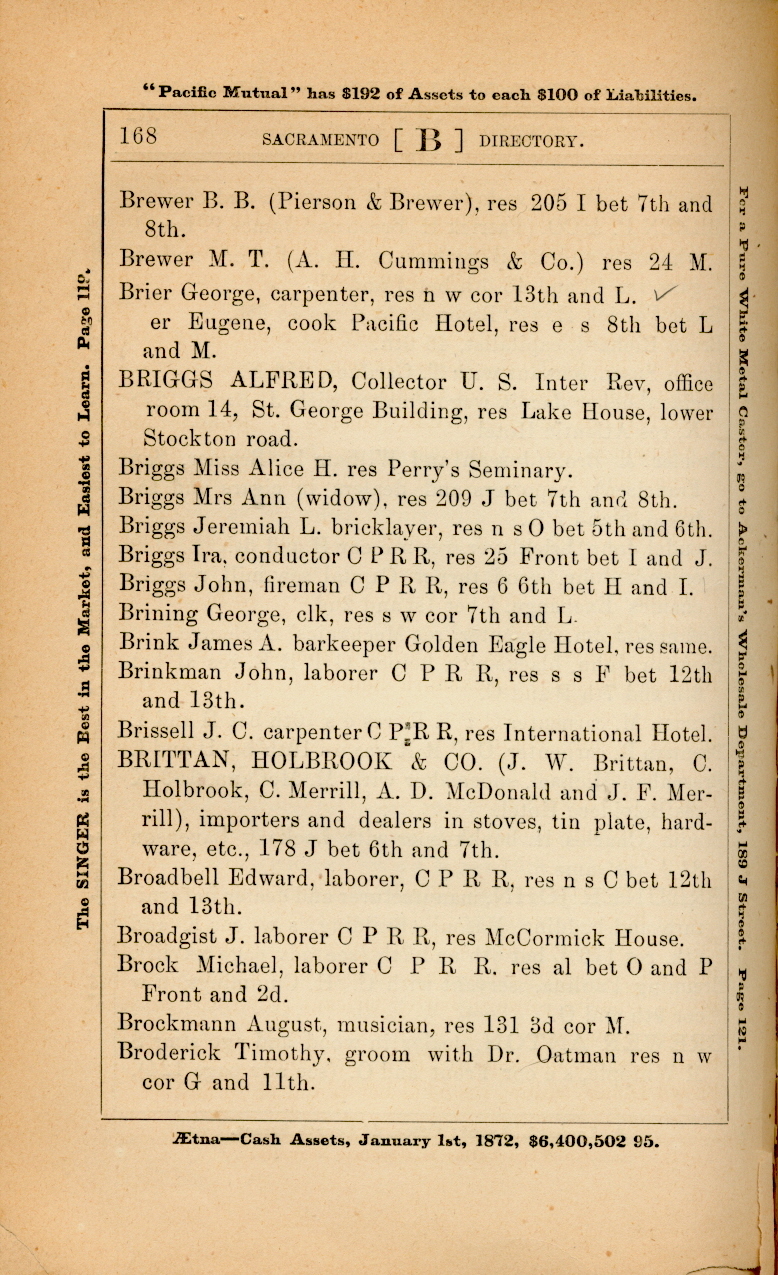 “Pacific Mutual” has $192 of Assets to each $100 of Liabilities.
168 SACRAMENTO [ B ] DIRECTORY.
Brewer B. B. (Pierson & Brewer), res 205 I bet 7th and
8th.
Brewer M. T. (A. H. Cummings & Co.) res 24 M.
Brier George, carpenter, res n w cor 13th and L. ✓
er Eugene, cook Pacific Hotel, res e s 8th bet L
and M.
BRIGGS ALFRED, Collector U. S. Inter Rev, office
room 14, St. George Building, res Lake House, lower
Stockton road.
Briggs Miss Alice H. res Perry’s Seminary.
Briggs Mrs Ann (widow), res 209 J bet 7th and 8th.
Briggs Jeremiah L. bricklayer, res n s O bet 5th and 6th.
Briggs Ira, conductor C P R R, res 25 Front bet I and J.
Briggs John, fireman C P R R, res 6 6th bet H and I.
Brining George, clk, res s w cor 7th and L.
Brink James A. barkeeper Golden Eagle Hotel, res same.
Brinkman John, laborer C P R R, res s s F bet 12th
and 13th.
Brissell J. C. carpenter C P R R, res International Hotel.
BRITTAN, HOLBROOK & CO. (J. W. Brittan, C.
Holbrook, C. Merrill, A. D. McDonald and J. F. Mer-
rill), importers and dealers in stoves, tin plate, hard-
ware, etc., 178 J bet 6th and 7th.
Broadbell Edward, laborer, C P R R, res n s C bet 12th
and 13th.
Broadgist J. laborer C P R R, res McCormick House.
Brock Michael, laborer C P R R. res al bet O and P
Front and 2d.
Brockmann August, musician, res 131 3d cor M.
Broderick Timothy, groom with Dr. Oatman res n w
cor G and 11th.
Ætna—Cash Assets, January 1st, 1872, $6,400,502 95.
The SINGER is the Best in the Market, and Easiest to Learn. Page
For a Pure White Metal Castor, go to Ackerman’s Wholesale Department, 189 J Street. Page 121.